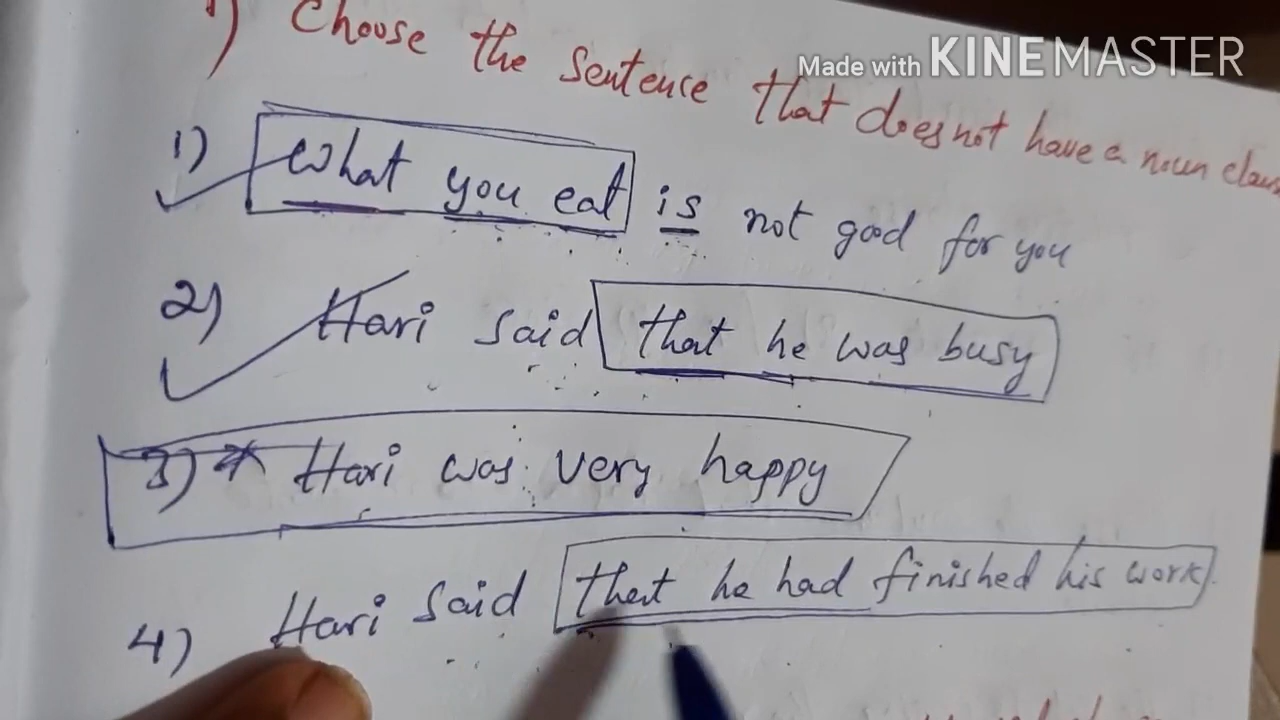 1) Choose the sentence that does not have a noun claus
Made with KINEMASTER
1) What you eat is not good for you
2) Hari said that he was busy
3) Hari was very happy
4) Hari said that he had finished his work.